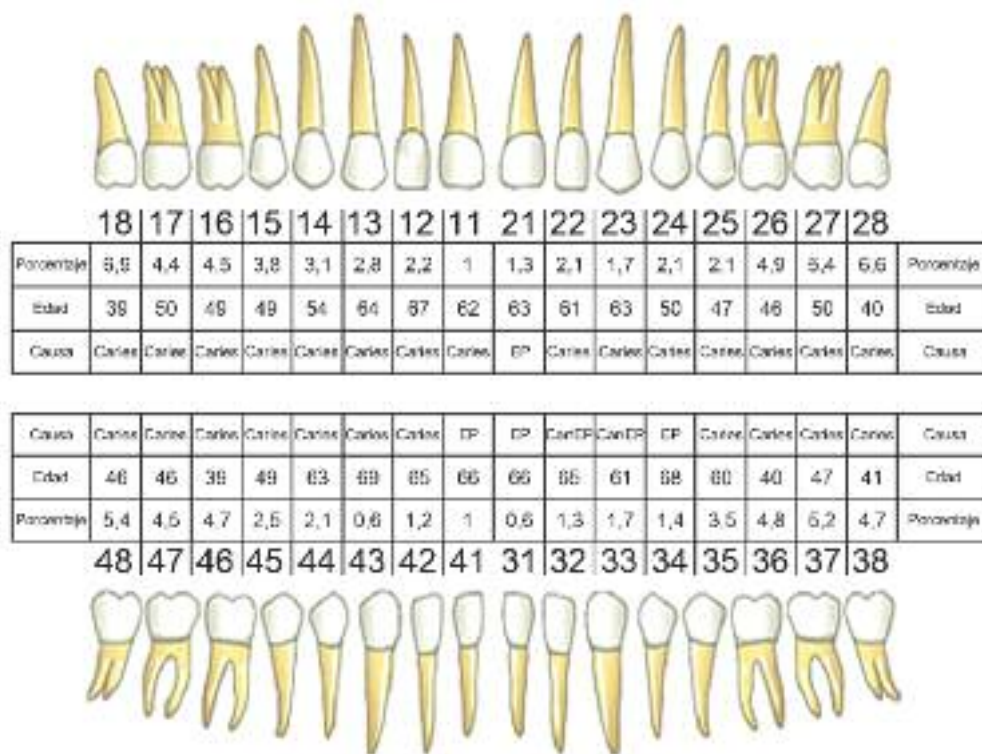 18 17 16 15 14 13 12 11 21 22 23 24 25 26 27 28
Porcentaje 6,9 4,4 4,5 3,8 3,1 2,8 2,2 1 1,3 2,1 1,7 2,1 2,1 4,9 5,4 6,6 Porcentaje
Edad 39 50 49 49 54 64 67 62 63 61 63 50 47 46 50 40 Edad
Causa Caries Caries Caries Caries Caries Caries Caries Caries EP Caries Caries Caries Caries Caries Caries Caries Causa
Causa Caries Caries Caries Caries Caries Caries Caries EP EP Cari/EP Cari/EP EP Caries Caries Caries Caries Causa
Edad 46 46 39 49 63 69 65 66 66 65 61 68 60 40 47 41 Edad
Porcentaje 5,4 4,5 4,7 2,5 2,1 0,6 1,2 1 0,6 1,3 1,7 1,4 3,5 4,8 5,2 4,7 Porcentaje
48 47 46 45 44 43 42 41 31 32 33 34 35 36 37 38